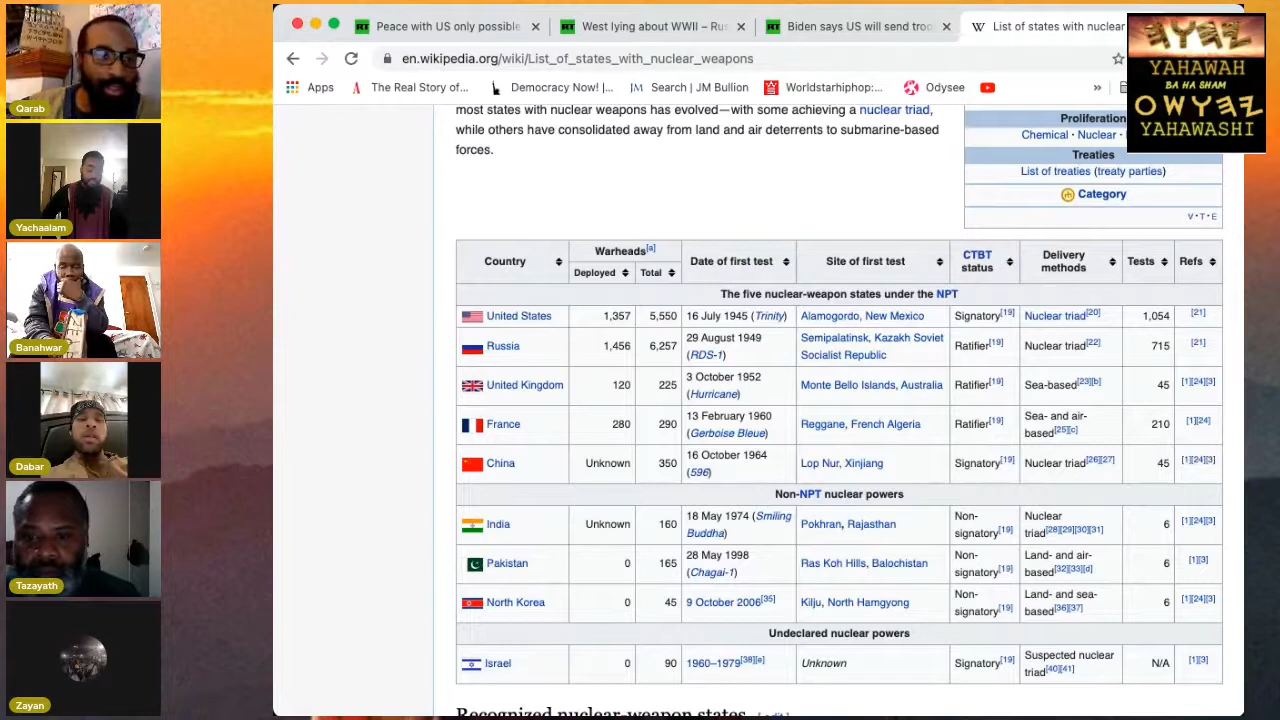 Qarab
Yachaalam
Banahwar
Dabar
Tazayath
Zayan
Peace with US only possible
West lying about WWII – Rus
Biden says US will send troo
List of states with nuclear
en.wikipedia.org/wiki/List_of_states_with_nuclear_weapons
Apps
The Real Story of...
Democracy Now! |...
Search | JM Bullion
Worldstarhiphop:...
Odysee
»
YAHAWAH
BA HA SHAM
YAHAWASHI
most states with nuclear weapons has evolved—with some achieving a nuclear triad,
while others have consolidated away from land and air deterrents to submarine-based
forces.
Proliferation
Chemical · Nuclear ·
Treaties
List of treaties (treaty parties)
Category
V·T·E
Country Warheads[a] Date of first test Site of first test CTBT status Delivery methods Tests Refs
Deployed Total
The five nuclear-weapon states under the NPT
United States 1,357 5,550 16 July 1945 (Trinity) Alamogordo, New Mexico Signatory[19] Nuclear triad[20] 1,054 [21]
Russia 1,456 6,257 29 August 1949 (RDS-1) Semipalatinsk, Kazakh Soviet Socialist Republic Ratifier[19] Nuclear triad[22] 715 [21]
United Kingdom 120 225 3 October 1952 (Hurricane) Monte Bello Islands, Australia Ratifier[19] Sea-based[23][b] 45 [1][24][3]
France 280 290 13 February 1960 (Gerboise Bleue) Reggane, French Algeria Ratifier[19] Sea- and air-based[25][c] 210 [1][24]
China Unknown 350 16 October 1964 (596) Lop Nur, Xinjiang Signatory[19] Nuclear triad[26][27] 45 [1][24][3]
Non-NPT nuclear powers
India Unknown 160 18 May 1974 (Smiling Buddha) Pokhran, Rajasthan Non-signatory[19] Nuclear triad[28][29][30][31] 6 [1][24][3]
Pakistan 0 165 28 May 1998 (Chagai-1) Ras Koh Hills, Balochistan Non-signatory[19] Land- and air-based[32][33][d] 6 [1][3]
North Korea 0 45 9 October 2006[35] Kilju, North Hamgyong Non-signatory[19] Land- and sea-based[36][37] 6 [1][24][3]
Undeclared nuclear powers
Israel 0 90 1960–1979[38][e] Unknown Signatory[19] Suspected nuclear triad[40][41] N/A [1][3]
Recognized nuclear-weapon states [edit]